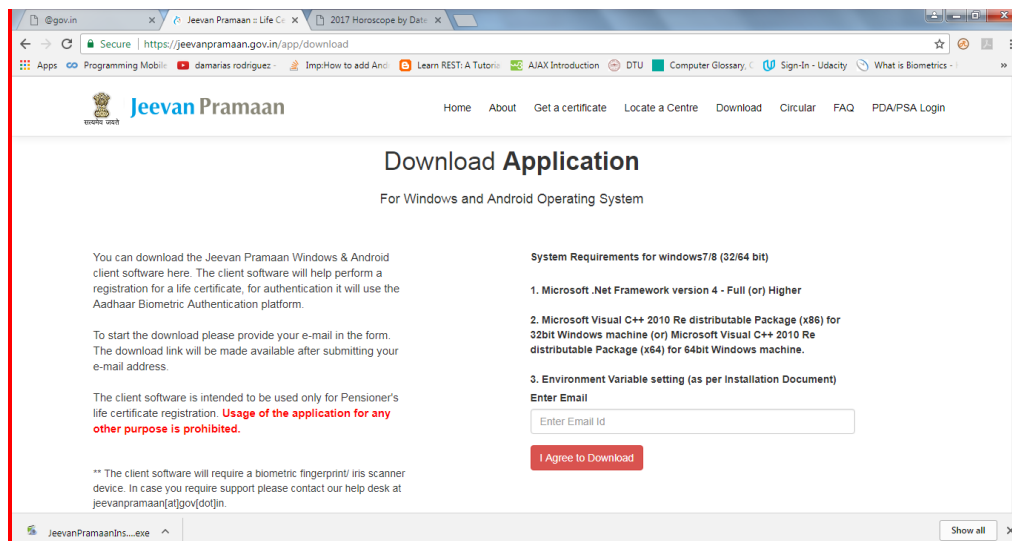 @gov.in
Jeevan Pramaan :: Life Ce
2017 Horoscope by Date
Secure | https://jeevanpramaan.gov.in/app/download
Apps Programming Mobile damarias rodriguez - Imp:How to add And Learn REST: A Tutoria AJAX Introduction DTU Computer Glossary, C Sign-In - Udacity What is Biometrics -
सत्यमेव जयते
Jeevan Pramaan
Home About Get a certificate Locate a Centre Download Circular FAQ PDA/PSA Login
Download Application
For Windows and Android Operating System
You can download the Jeevan Pramaan Windows & Android
client software here. The client software will help perform a
registration for a life certificate, for authentication it will use the
Aadhaar Biometric Authentication platform.
To start the download please provide your e-mail in the form.
The download link will be made available after submitting your
e-mail address.
The client software is intended to be used only for Pensioner's
life certificate registration. Usage of the application for any
other purpose is prohibited.
** The client software will require a biometric fingerprint/ iris scanner
device. In case you require support please contact our help desk at
jeevanpramaan[at]gov[dot]in.
System Requirements for windows7/8 (32/64 bit)
1. Microsoft .Net Framework version 4 - Full (or) Higher
2. Microsoft Visual C++ 2010 Re distributable Package (x86) for
32bit Windows machine (or) Microsoft Visual C++ 2010 Re
distributable Package (x64) for 64bit Windows machine.
3. Environment Variable setting (as per Installation Document)
Enter Email
Enter Email Id
I Agree to Download
JeevanPramaanIns....exe
Show all